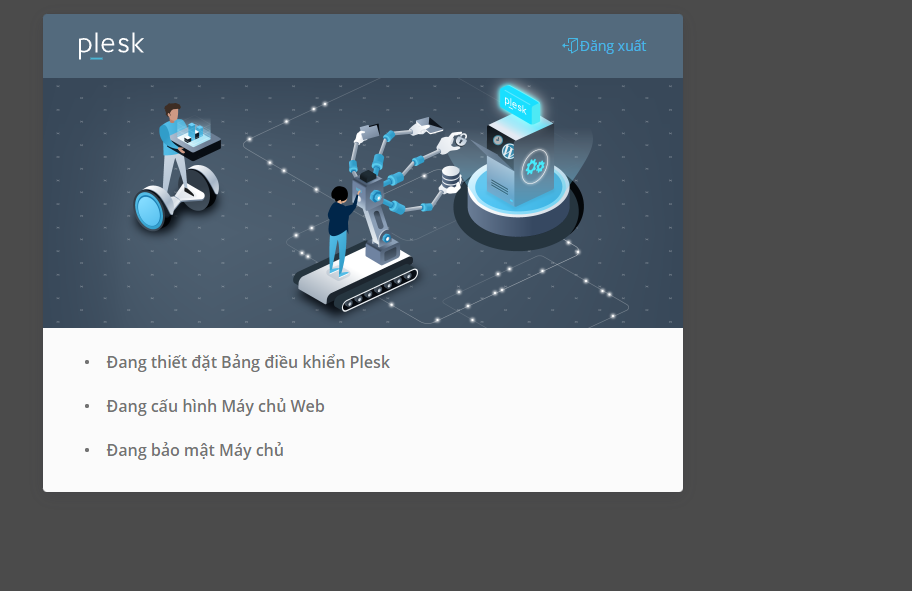 plesk
Đăng xuất
plesk
Đang thiết đặt Bảng điều khiển Plesk
Đang cấu hình Máy chủ Web
Đang bảo mật Máy chủ